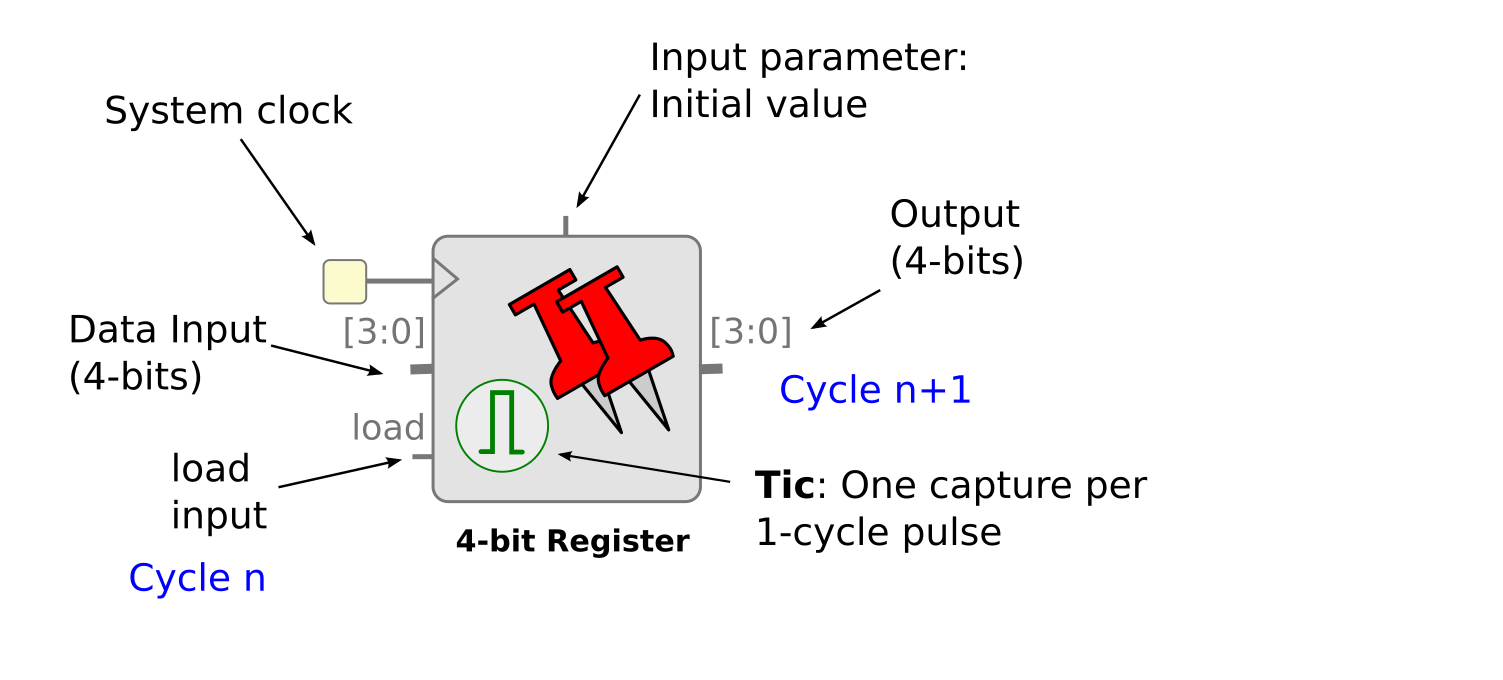 Input parameter:
Initial value
System clock
Output
(4-bits)
Data Input
(4-bits)
[3:0]
[3:0]
Cycle n+1
load
load
input
Tic: One capture per
1-cycle pulse
4-bit Register
Cycle n